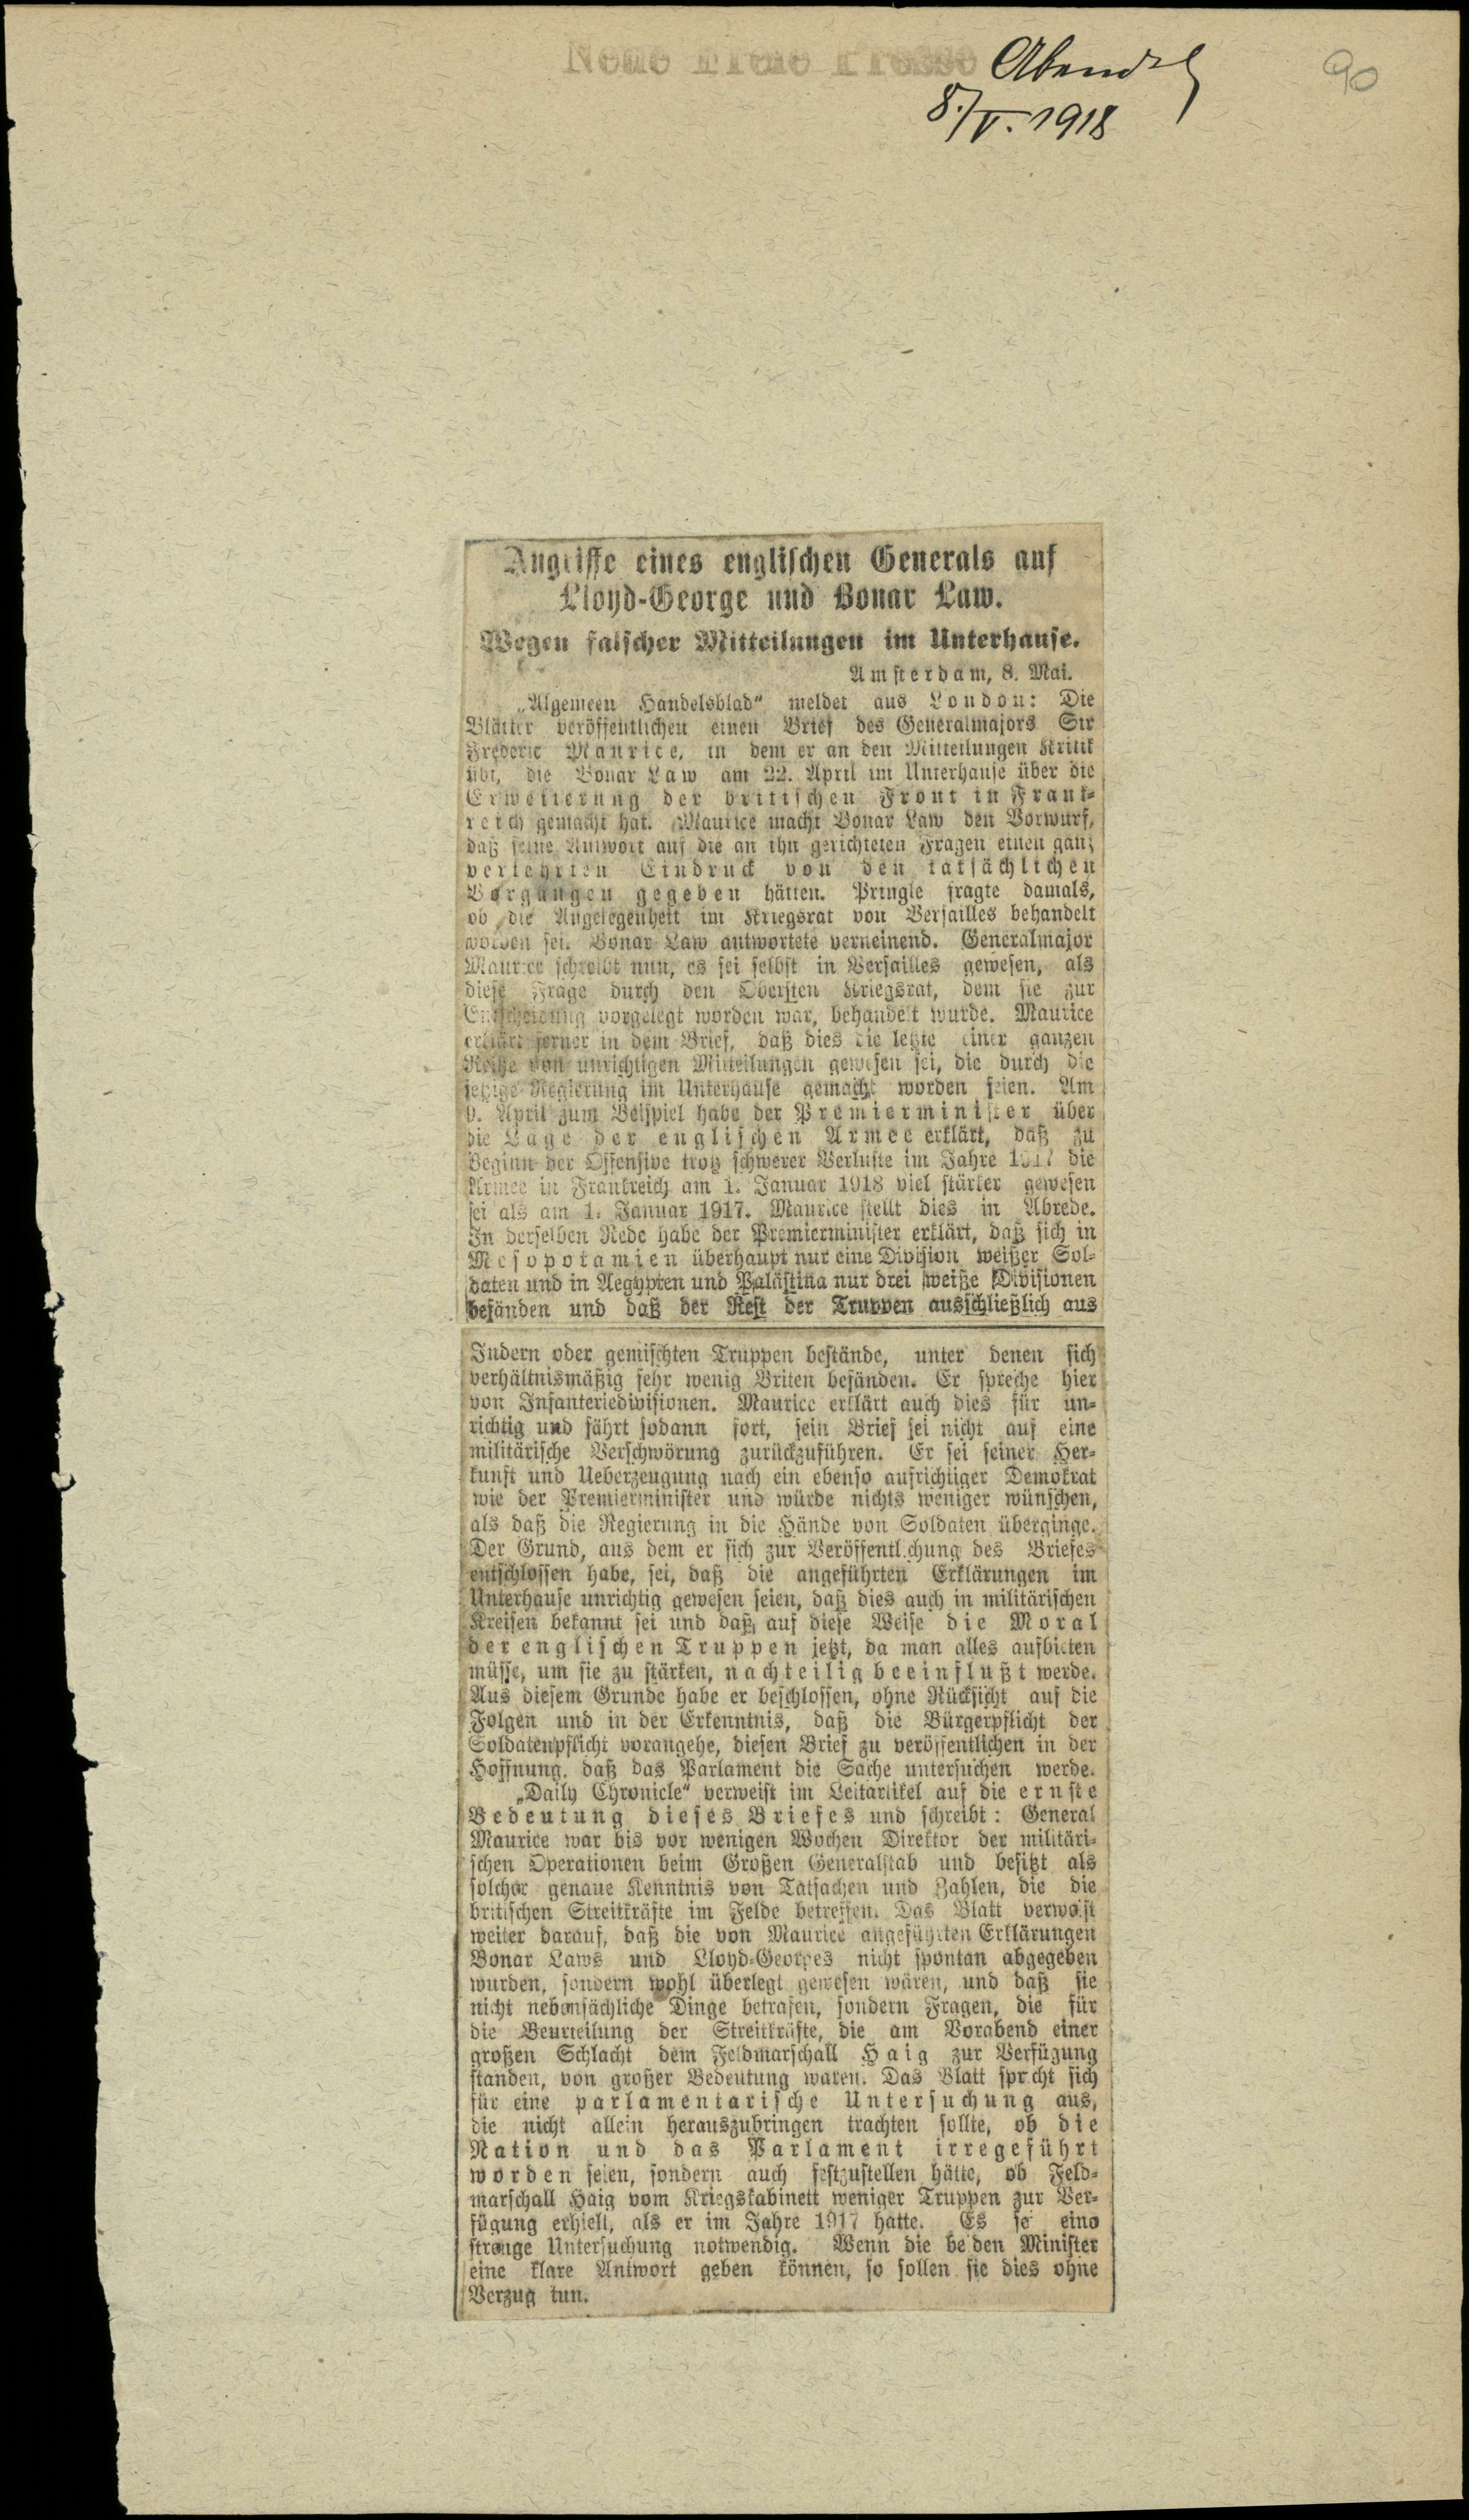 Neue Freie Presse
Abendbl
8./V. 1918
90
Angriffe eines englischen Generals auf
Lloyd-George und Bonar Law.
Wegen falscher Mitteilungen im Unterhause.
Amsterdam, 8. Mai.
„Algemeen Handelsblad“ meldet aus London: Die
Blätter veröffentlichen einen Brief des Generalmajors Sir
Frederic Maurice, in dem er an den Mitteilungen Kritik
übt, die Bonar Law am 22. April im Unterhause über die
Erweiterung der britischen Front in Frank-
reich gemacht hat. Maurice macht Bonar Law den Vorwurf,
daß seine Antwort auf die an ihn gerichteten Fragen einen ganz
verkehrten Eindruck von den tatsächlichen
Vorgängen gegeben hätten. Pringle fragte damals,
ob die Angelegenheit im Kriegsrat von Versailles behandelt
worden sei. Bonar Law antwortete verneinend. Generalmajor
Maurice schreibt nun, es sei selbst in Versailles gewesen, als
diese Frage durch den Obersten Kriegsrat, dem sie zur
Entscheidung vorgelegt worden war, behandelt wurde. Maurice
erklärt ferner in dem Brief, daß dies die letzte einer ganzen
Reihe von unrichtigen Mitteilungen gewesen sei, die durch die
jetzige Regierung im Unterhause gemacht worden seien. Am
9. April zum Beispiel habe der Premierminister über
die Lage der englischen Armee erklärt, daß zu
Beginn der Offensive trotz schwerer Verluste im Jahre 1917 die
Armee in Frankreich am 1. Januar 1918 viel stärker gewesen
sei als am 1. Januar 1917. Maurice stellt dies in Abrede.
In derselben Rede habe der Premierminister erklärt, daß sich in
Mesopotamien überhaupt nur eine Division weißer Sol-
daten und in Aegypten und Palästina nur drei weiße Divisionen
befänden und daß der Rest der Truppen ausschließlich aus
Indern oder gemischten Truppen bestände, unter denen sich
verhältnismäßig sehr wenig Briten befänden. Er spreche hier
von Infanteriedivisionen. Maurice erklärt auch dies für un-
richtig und fährt sodann fort, sein Brief sei nicht auf eine
militärische Verschwörung zurückzuführen. Er sei seiner Her-
kunft und Ueberzeugung nach ein ebenso aufrichtiger Demokrat
wie der Premierminister und würde nichts weniger wünschen,
als daß die Regierung in die Hände von Soldaten überginge.
Der Grund, aus dem er sich zur Veröffentlichung des Briefes
entschlossen habe, sei, daß die angeführten Erklärungen im
Unterhause unrichtig gewesen seien, daß dies auch in militärischen
Kreisen bekannt sei und daß auf diese Weise die Moral
der englischen Truppen jetzt, da man alles aufbieten
müsse, um sie zu stärken, nachteilig beeinflußt werde.
Aus diesem Grunde habe er beschlossen, ohne Rücksicht auf die
Folgen und in der Erkenntnis, daß die Bürgerpflicht der
Soldatenpflicht vorangehe, diesen Brief zu veröffentlichen in der
Hoffnung, daß das Parlament die Sache untersuchen werde.
„Daily Chronicle“ verweist im Leitartikel auf die ernste
Bedeutung dieses Briefes und schreibt: General
Maurice war bis vor wenigen Wochen Direktor der militäri-
schen Operationen beim Großen Generalstab und besitzt als
solcher genaue Kenntnis von Tatsachen und Zahlen, die die
britischen Streitkräfte im Felde betreffen. Das Blatt verweist
weiter darauf, daß die von Maurice angeführten Erklärungen
Bonar Laws und Lloyd-Georges nicht spontan abgegeben
wurden, sondern wohl überlegt gewesen wären, und daß sie
nicht nebensächliche Dinge betrafen, sondern Fragen, die für
die Beurteilung der Streitkräfte, die am Vorabend einer
großen Schlacht dem Feldmarschall Haig zur Verfügung
standen, von großer Bedeutung waren. Das Blatt spricht sich
für eine parlamentarische Untersuchung aus,
die nicht allein herauszubringen trachten sollte, ob die
Nation und das Parlament irregeführt
worden seien, sondern auch festzustellen hätte, ob Feld-
marschall Haig vom Kriegskabinett weniger Truppen zur Ver-
fügung erhielt, als er im Jahre 1917 hatte. Es sei eine
strenge Untersuchung notwendig. Wenn die beiden Minister
eine klare Antwort geben können, so sollen sie dies ohne
Verzug tun.